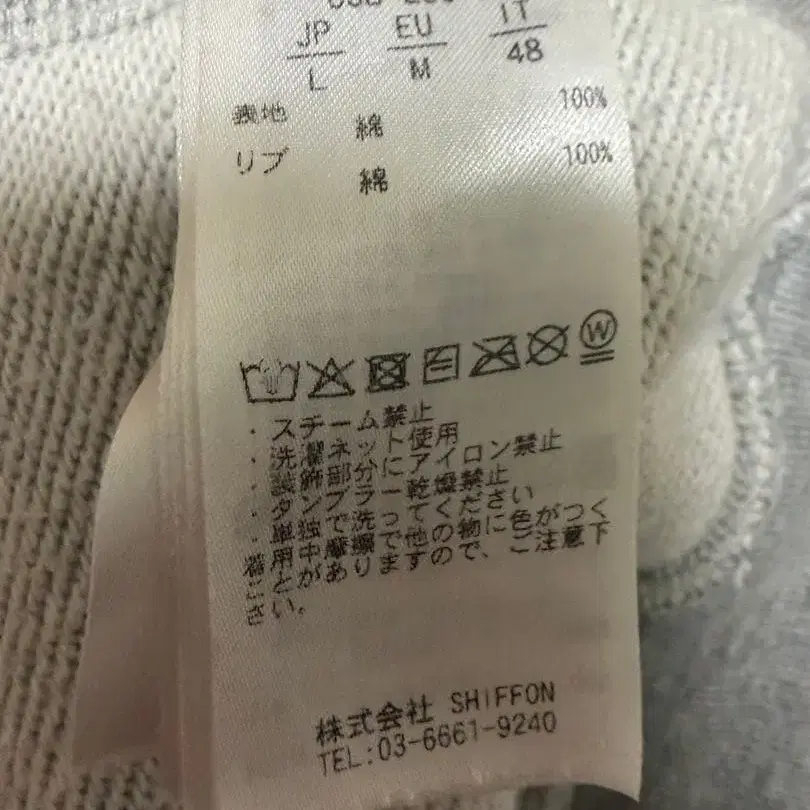 JP EU IT
L M 48
表地 綿 100%
リブ 綿 100%
W
・スチーム禁止
・洗濯ネット使用
・装飾部分にアイロン禁止
・タンブラー乾燥禁止
・単独で洗ってください
着用中摩擦で他の物に色がつく
ことがありますので、ご注意下
さい。
株式会社 SHIFFON
TEL:03-6661-9240